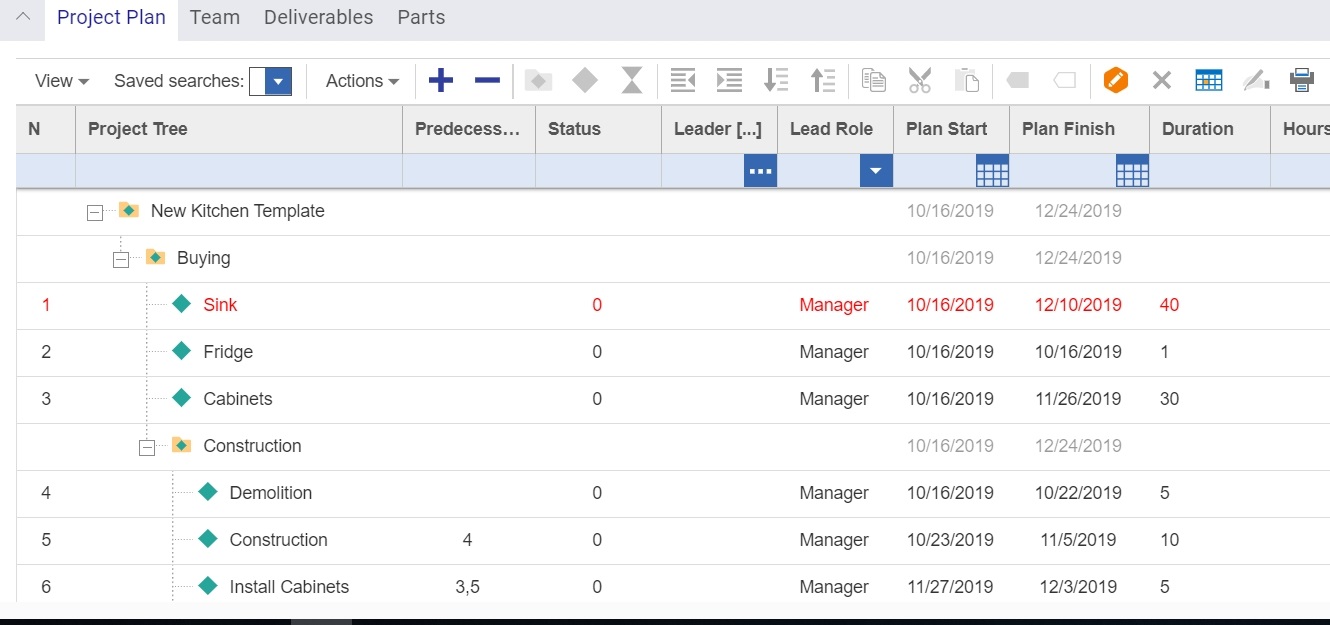 Project Plan Team Deliverables Parts
View Saved searches: Actions
N Project Tree Predecess... Status Leader [...] Lead Role Plan Start Plan Finish Duration Hours
New Kitchen Template 10/16/2019 12/24/2019
Buying 10/16/2019 12/24/2019
1 Sink 0 Manager 10/16/2019 12/10/2019 40
2 Fridge 0 Manager 10/16/2019 10/16/2019 1
3 Cabinets 0 Manager 10/16/2019 11/26/2019 30
Construction 10/16/2019 12/24/2019
4 Demolition 0 Manager 10/16/2019 10/22/2019 5
5 Construction 4 0 Manager 10/23/2019 11/5/2019 10
6 Install Cabinets 3,5 0 Manager 11/27/2019 12/3/2019 5